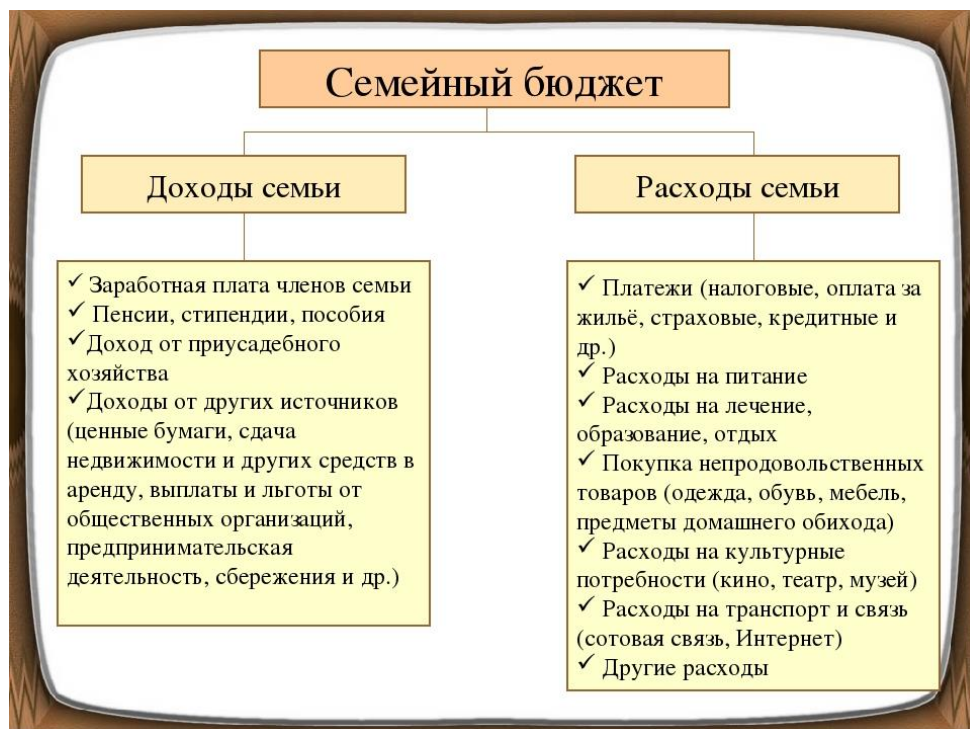 Семейный бюджет
Доходы семьи
Расходы семьи
✓ Заработная плата членов семьи
✓ Пенсии, стипендии, пособия
✓Доход от приусадебного
хозяйства
✓Доходы от других источников
(ценные бумаги, сдача
недвижимости и других средств в
аренду, выплаты и льготы от
общественных организаций,
предпринимательская
деятельность, сбережения и др.)
✓ Платежи (налоговые, оплата за
жильё, страховые, кредитные и
др.)
✓ Расходы на питание
✓ Расходы на лечение,
образование, отдых
✓ Покупка непродовольственных
товаров (одежда, обувь, мебель,
предметы домашнего обихода)
✓ Расходы на культурные
потребности (кино, театр, музей)
✓ Расходы на транспорт и связь
(сотовая связь, Интернет)
✓ Другие расходы